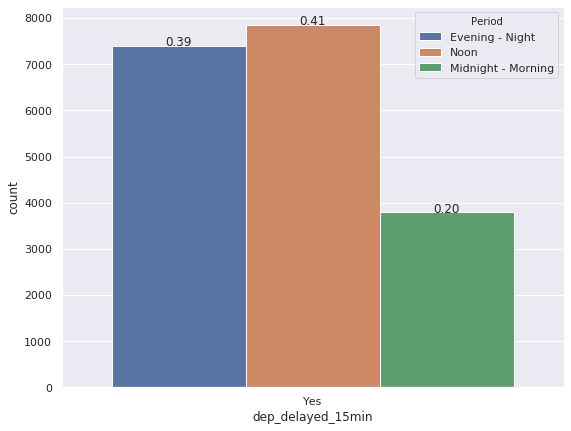 8000
7000
6000
5000
4000
3000
2000
1000
0
count
0.39
0.41
0.20
Period
Evening - Night
Noon
Midnight - Morning
Yes
dep_delayed_15min